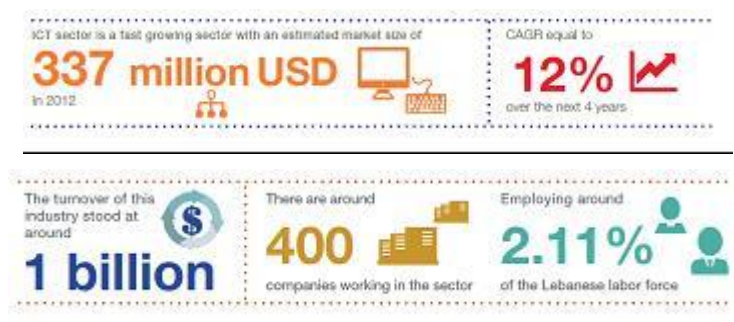 ICT sector is a fast growing sector with an estimated market size of
337 million USD
In 2012
CAGR equal to
12%
over the next 4 years
The turnover of this
industry stood at
around
1 billion
There are around
400
companies working in the sector
Employing around
2.11%
of the Lebanese labor force